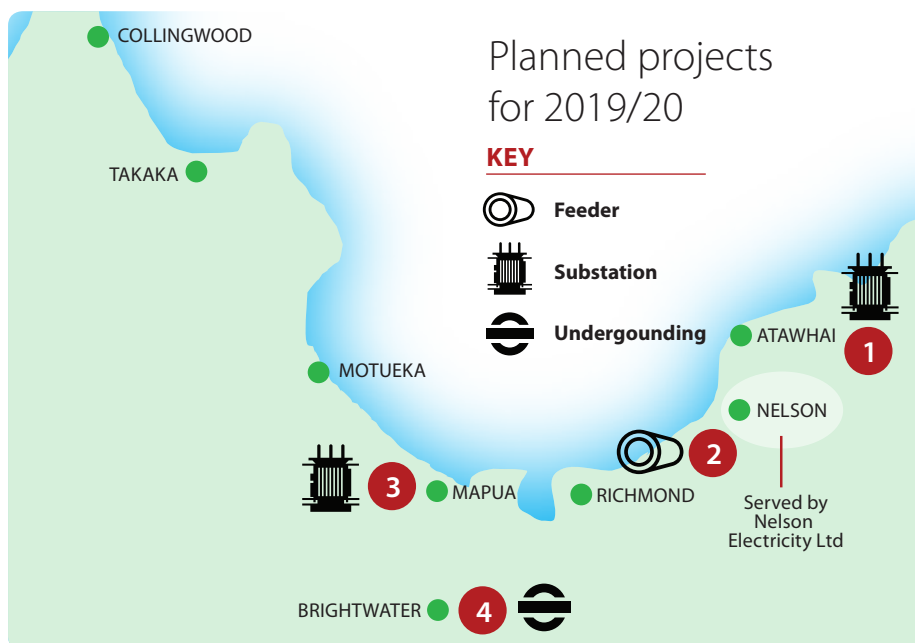 COLLINGWOOD
Planned projects
for 2019/20
KEY
TAKAKA
Feeder
Substation
Undergounding
ATAWHAI
1
MOTUEKA
NELSON
2
3
MAPUA
RICHMOND
Served by
Nelson
Electricity Ltd
BRIGHTWATER
4